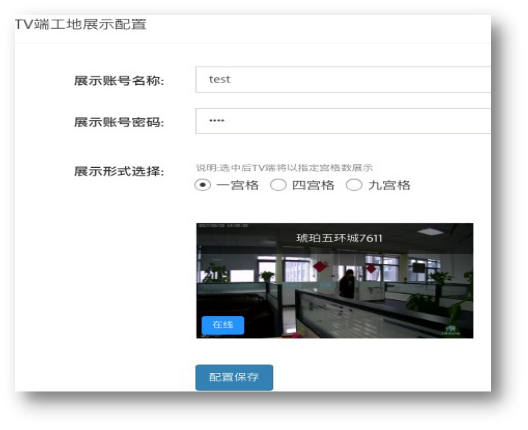 TV端工地展示配置
展示账号名称:
test
展示账号密码:
••••
展示形式选择:
说明:选中后TV端将以指定宫格数展示
一宫格 四宫格 九宫格
琥珀五环城7611
在线
配置保存